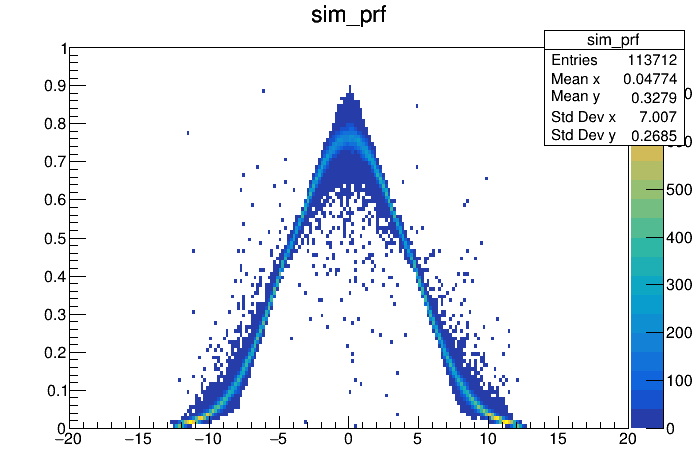 sim_prf
sim_prf
Entries 113712
Mean x 0.04774
Mean y 0.3279
Std Dev x 7.007
Std Dev y 0.2685
1
0.9
0.8
0.7
0.6
0.5
0.4
0.3
0.2
0.1
0
−20 −15 −10 −5 0 5 10 15 20
500
400
300
200
100
0